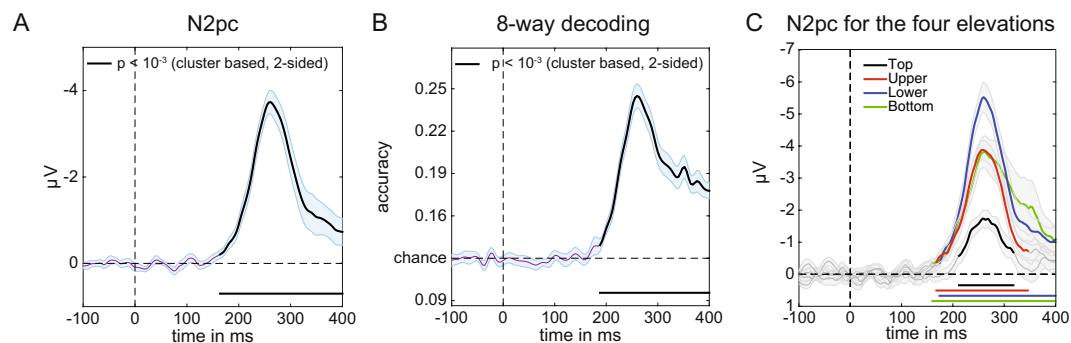 A
N2pc
p < 10-3 (cluster based, 2-sided)
-4
-2
0
µV
-100 0 100 200 300 400
time in ms
B
8-way decoding
p < 10-3 (cluster based, 2-sided)
0.25
0.22
0.19
0.16
chance
0.09
accuracy
-100 0 100 200 300 400
time in ms
C
N2pc for the four elevations
-7
-6
-5
-4
-3
-2
-1
0
1
µV
Top
Upper
Lower
Bottom
-100 0 100 200 300 400
time in ms